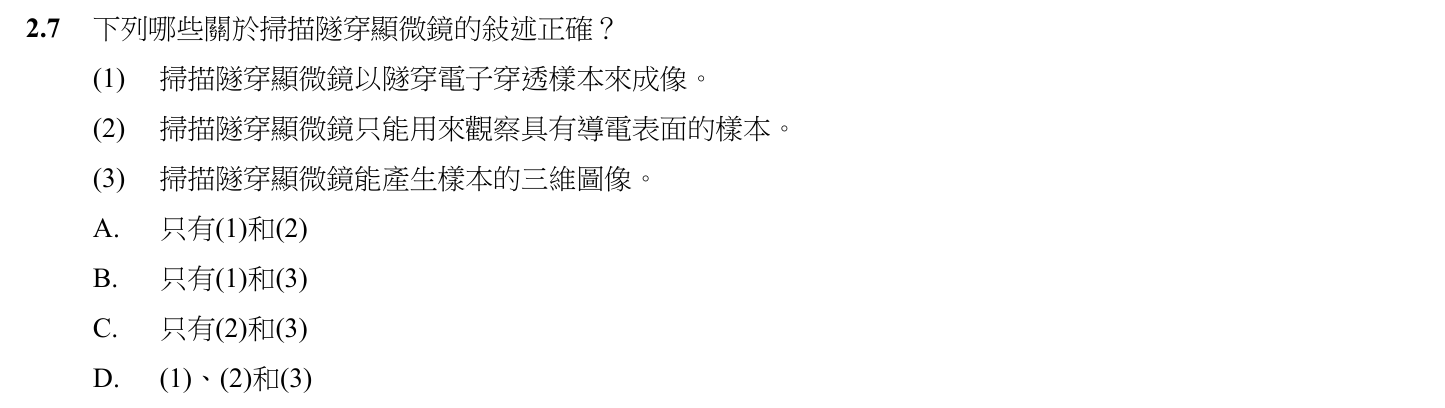 2.7 下列哪些關於掃描隧穿顯微鏡的敍述正確？
(1) 掃描隧穿顯微鏡以隧穿電子穿透樣本來成像。
(2) 掃描隧穿顯微鏡只能用來觀察具有導電表面的樣本。
(3) 掃描隧穿顯微鏡能產生樣本的三維圖像。
A. 只有(1)和(2)
B. 只有(1)和(3)
C. 只有(2)和(3)
D. (1)、(2)和(3)